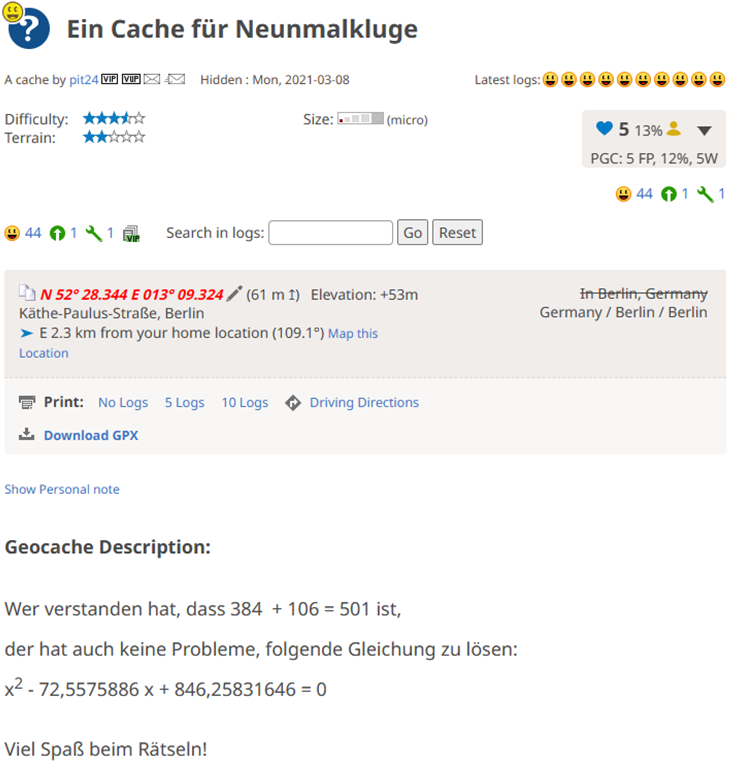 Ein Cache für Neunmalkluge
A cache by pit24 VIP VUP Hidden : Mon, 2021-03-08 Latest logs:
Difficulty: Size: (micro)
Terrain:
5 13%
PGC: 5 FP, 12%, 5W
44 1 1
44 1 1 VIP Search in logs: Go Reset
N 52° 28.344 E 013° 09.324 (61 m ↕) Elevation: +53m In Berlin, Germany
Käthe-Paulus-Straße, Berlin Germany / Berlin / Berlin
E 2.3 km from your home location (109.1°) Map this
Location
Print: No Logs 5 Logs 10 Logs Driving Directions
Download GPX
Show Personal note
Geocache Description:
Wer verstanden hat, dass 384 + 106 = 501 ist,
der hat auch keine Probleme, folgende Gleichung zu lösen:
x² - 72,5575886 x + 846,25831646 = 0
Viel Spaß beim Rätseln!